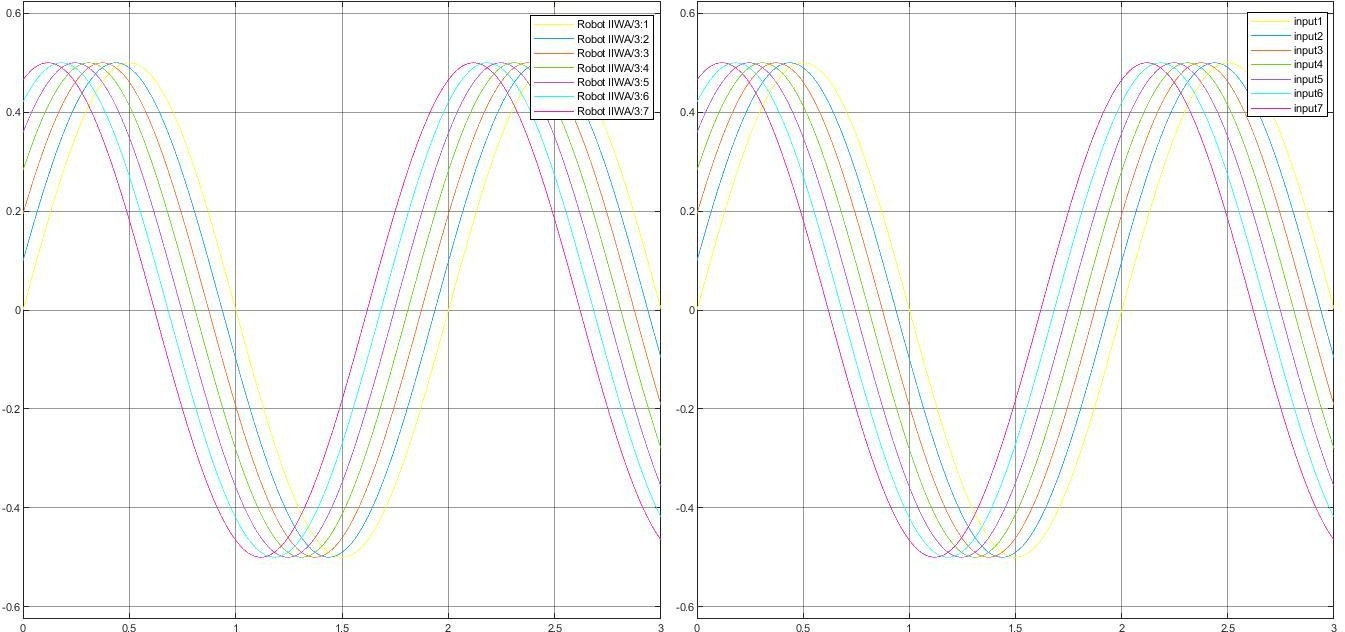 0.6
0.4
0.2
0
-0.2
-0.4
-0.6
0
0.5
1
1.5
2
2.5
3
Robot IIWA/3:1
Robot IIWA/3:2
Robot IIWA/3:3
Robot IIWA/3:4
Robot IIWA/3:5
Robot IIWA/3:6
Robot IIWA/3:7
0.6
0.4
0.2
0
-0.2
-0.4
-0.6
0
0.5
1
1.5
2
2.5
3
input1
input2
input3
input4
input5
input6
input7